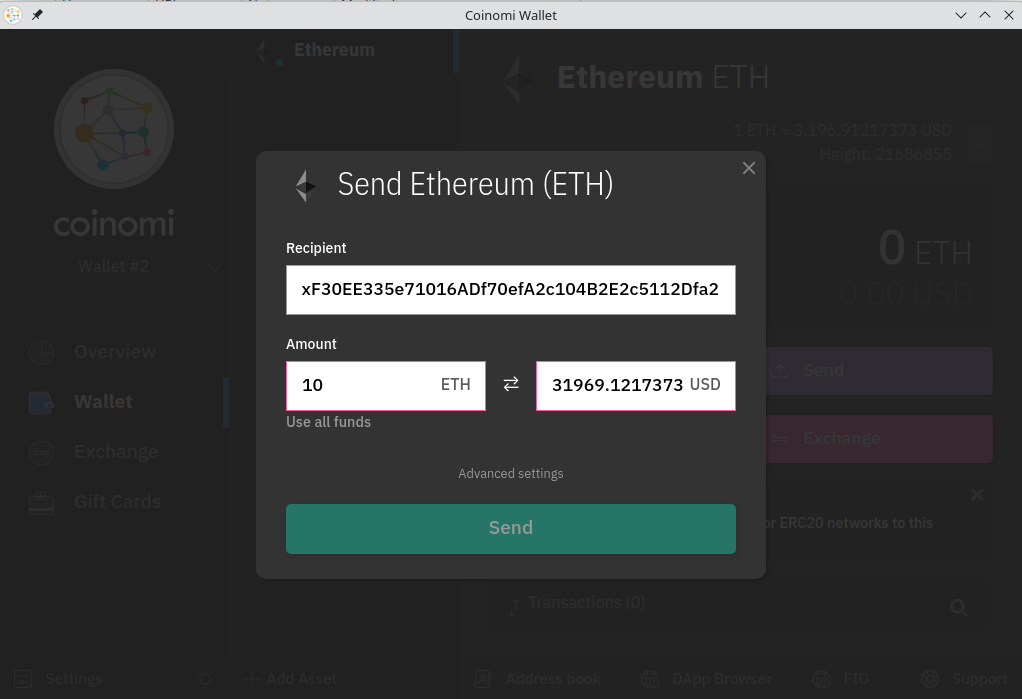 Coinomi Wallet
Ethereum
Ethereum ETH
1 ETH = 3,196.91217373 USD
Height: 21686855
coinomi
Wallet #2
0 ETH
0.00 USD
Overview
Wallet
Exchange
Gift Cards
Send Ethereum (ETH)
Recipient
xF30EE335e71016ADf70efA2c104B2E2c5112Dfa2
Amount
10 ETH
31969.1217373 USD
Use all funds
Advanced settings
Send
Send
Exchange
or ERC20 networks to this
Transactions (0)
Settings
Add Asset
Address book
DApp Browser
FIO
Support